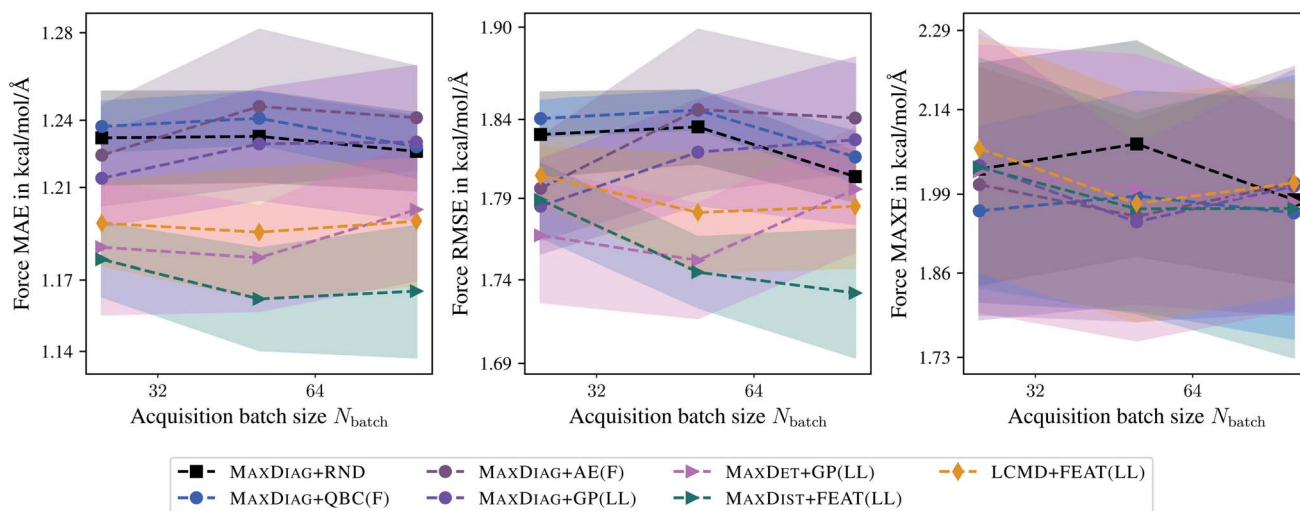 Force MAE in kcal/mol/Å
1.28
1.24
1.21
1.17
1.14
32
64
Acquisition batch size N_batch
Force RMSE in kcal/mol/Å
1.90
1.84
1.79
1.74
1.69
32
64
Acquisition batch size N_batch
Force MAXE in kcal/mol/Å
2.29
2.14
1.99
1.86
1.73
32
64
Acquisition batch size N_batch
MAXDIAG+RND
MAXDIAG+AE(F)
MAXDET+GP(LL)
LCMD+FEAT(LL)
MAXDIAG+QBC(F)
MAXDIAG+GP(LL)
MAXDIST+FEAT(LL)